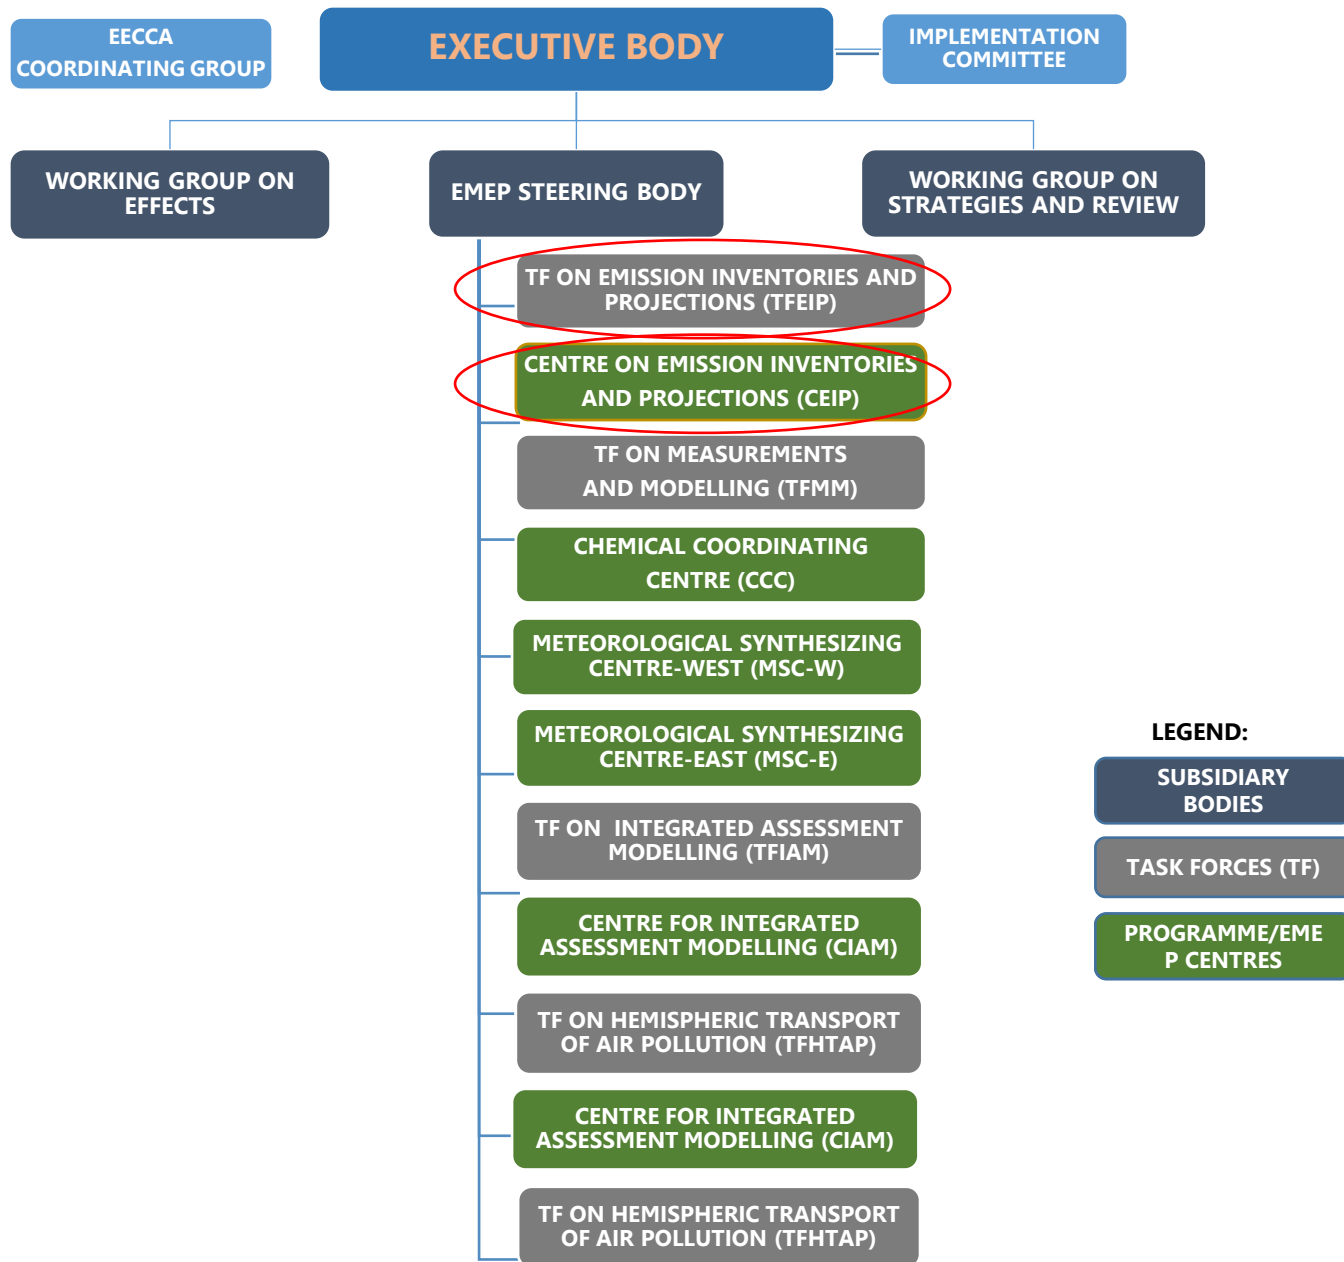 EECCA
COORDINATING GROUP
EXECUTIVE BODY
IMPLEMENTATION
COMMITTEE
WORKING GROUP ON
EFFECTS
EMEP STEERING BODY
WORKING GROUP ON
STRATEGIES AND REVIEW
TF ON EMISSION INVENTORIES AND
PROJECTIONS (TFEIP)
CENTRE ON EMISSION INVENTORIES
AND PROJECTIONS (CEIP)
TF ON MEASUREMENTS
AND MODELLING (TFMM)
CHEMICAL COORDINATING
CENTRE (CCC)
METEOROLOGICAL SYNTHESIZING
CENTRE-WEST (MSC-W)
METEOROLOGICAL SYNTHESIZING
CENTRE-EAST (MSC-E)
TF ON INTEGRATED ASSESSMENT
MODELLING (TFIAM)
CENTRE FOR INTEGRATED
ASSESSMENT MODELLING (CIAM)
TF ON HEMISPHERIC TRANSPORT
OF AIR POLLUTION (TFHTAP)
CENTRE FOR INTEGRATED
ASSESSMENT MODELLING (CIAM)
TF ON HEMISPHERIC TRANSPORT
OF AIR POLLUTION (TFHTAP)
LEGEND:
SUBSIDIARY
BODIES
TASK FORCES (TF)
PROGRAMME/EME
P CENTRES